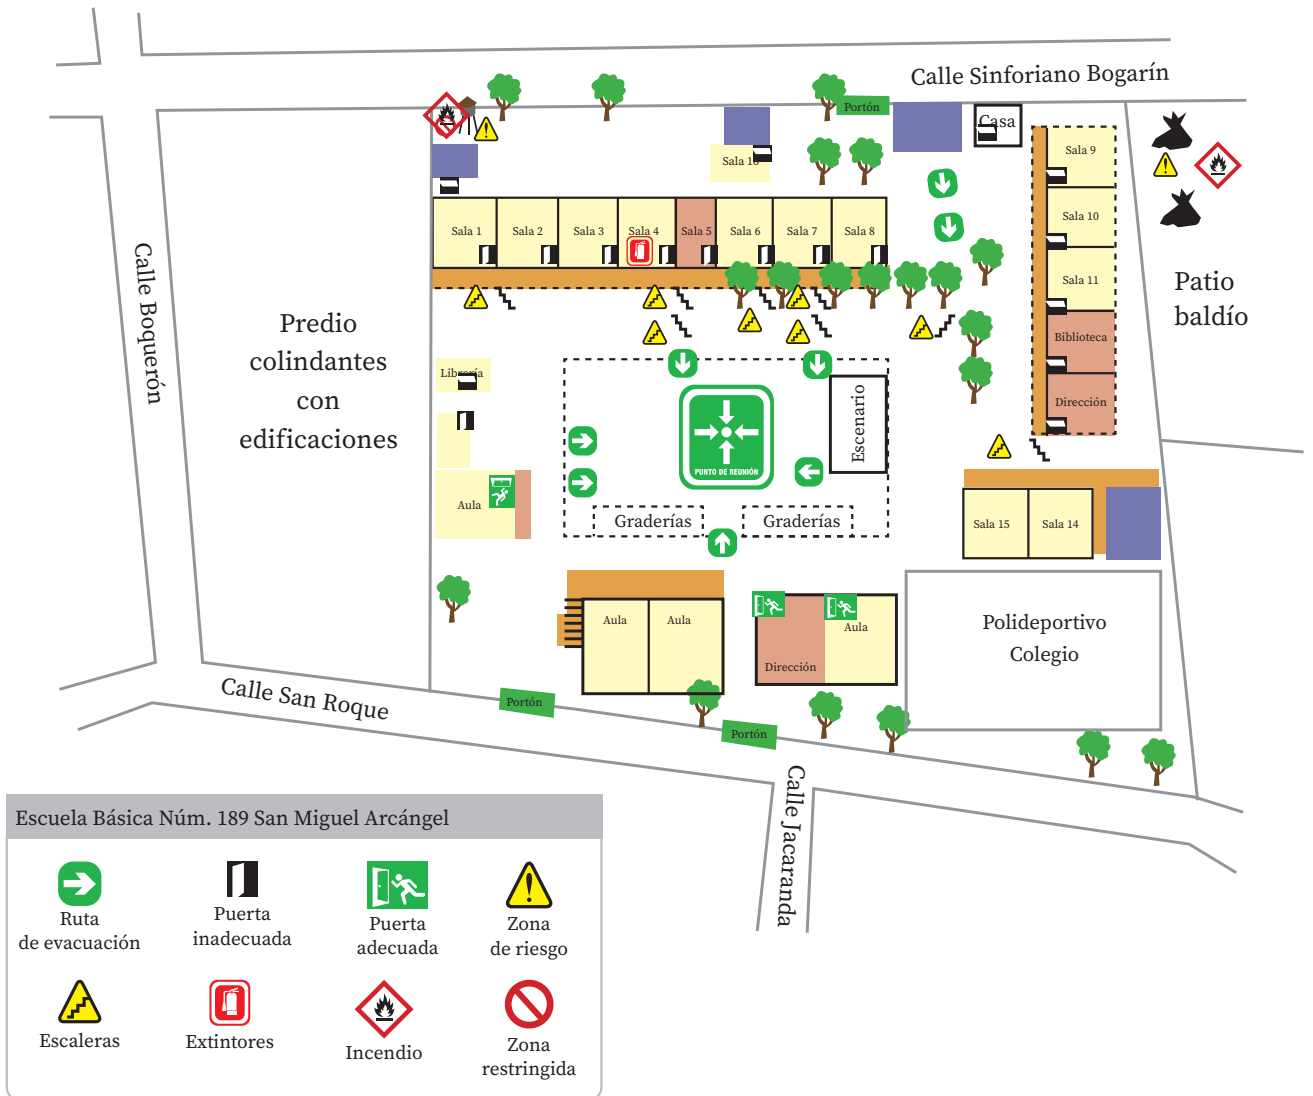 Calle Sinforiano Bogarín
Portón
Casa
Sala 9
Sala 16
Sala 10
Sala 1
Sala 2
Sala 3
Sala 4
Sala 5
Sala 6
Sala 7
Sala 8
Sala 11
Patio
baldío
Calle Boquerón
Predio
colindantes
con
edificaciones
Biblioteca
Librería
Dirección
Escenario
PUNTO DE REUNIÓN
Aula
Graderías
Graderías
Sala 15
Sala 14
Aula
Aula
Aula
Dirección
Polideportivo
Colegio
Calle San Roque
Portón
Portón
Calle Jacaranda
Escuela Básica Núm. 189 San Miguel Arcángel
Ruta
de evacuación
Puerta
inadecuada
Puerta
adecuada
Zona
de riesgo
Escaleras
Extintores
Incendio
Zona
restringida